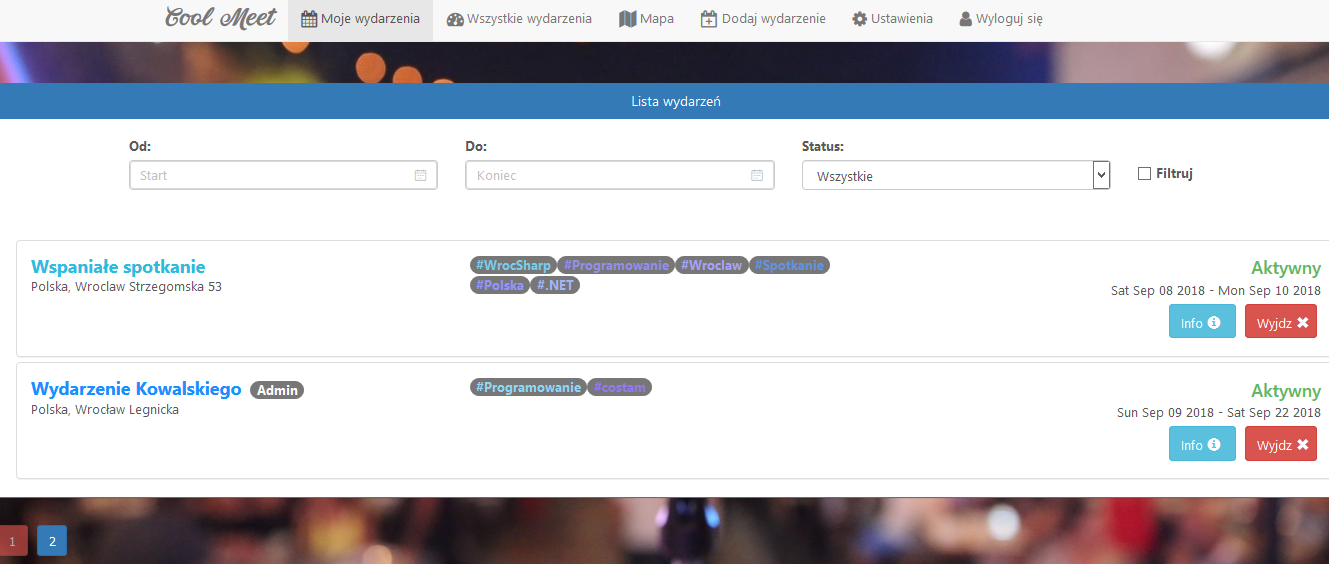 Cool Meet Moje wydarzenia Wszystkie wydarzenia Mapa Dodaj wydarzenie Ustawienia Wyloguj się
Lista wydarzeń
Od: Do: Status:
Start Koniec Wszystkie Filtruj
Wspaniałe spotkanie #WrocSharp #Programowanie #Wroclaw #Spotkanie Aktywny
Polska, Wroclaw Strzegomska 53 #Polska #.NET Sat Sep 08 2018 - Mon Sep 10 2018
Info Wyjdz
Wydarzenie Kowalskiego Admin #Programowanie #costam Aktywny
Polska, Wrocław Legnicka Sun Sep 09 2018 - Sat Sep 22 2018
Info Wyjdz
1 2